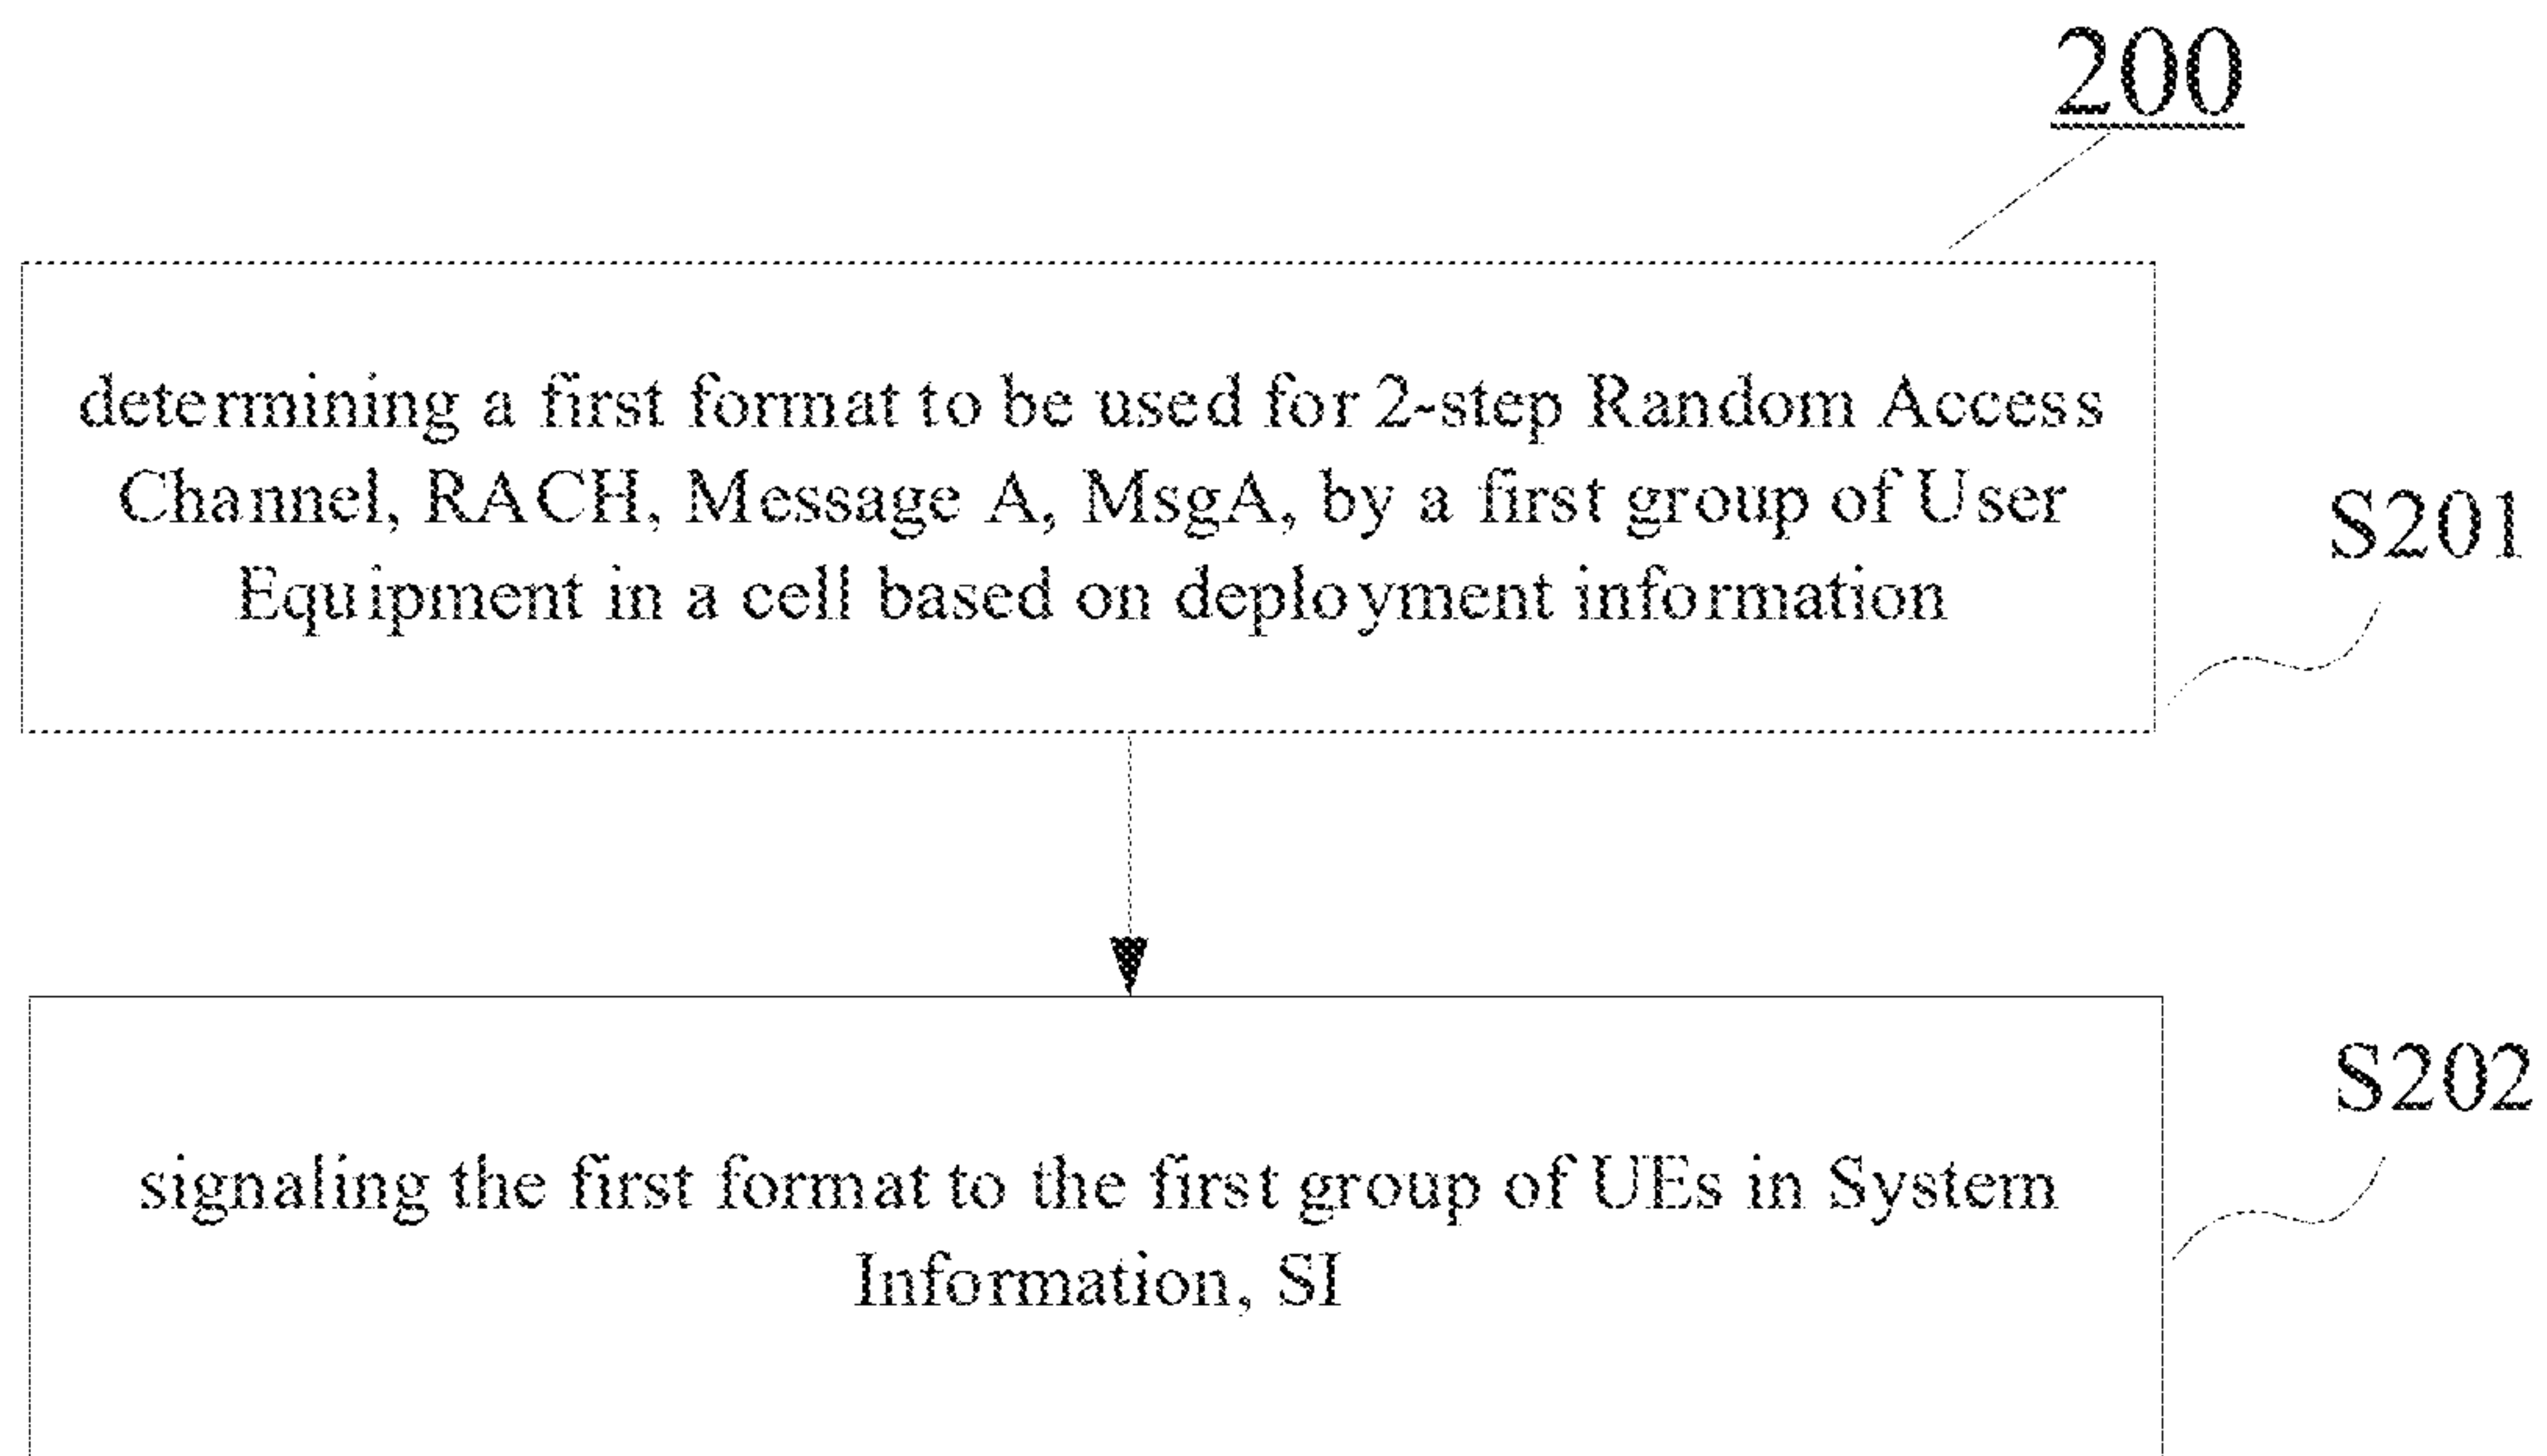 200
determining a first format to be used for 2-step Random Access
Channel, RACH, Message A, MsgA, by a first group of User
Equipment in a cell based on deployment information
S201
signaling the first format to the first group of UEs in System
Information, SI
S202